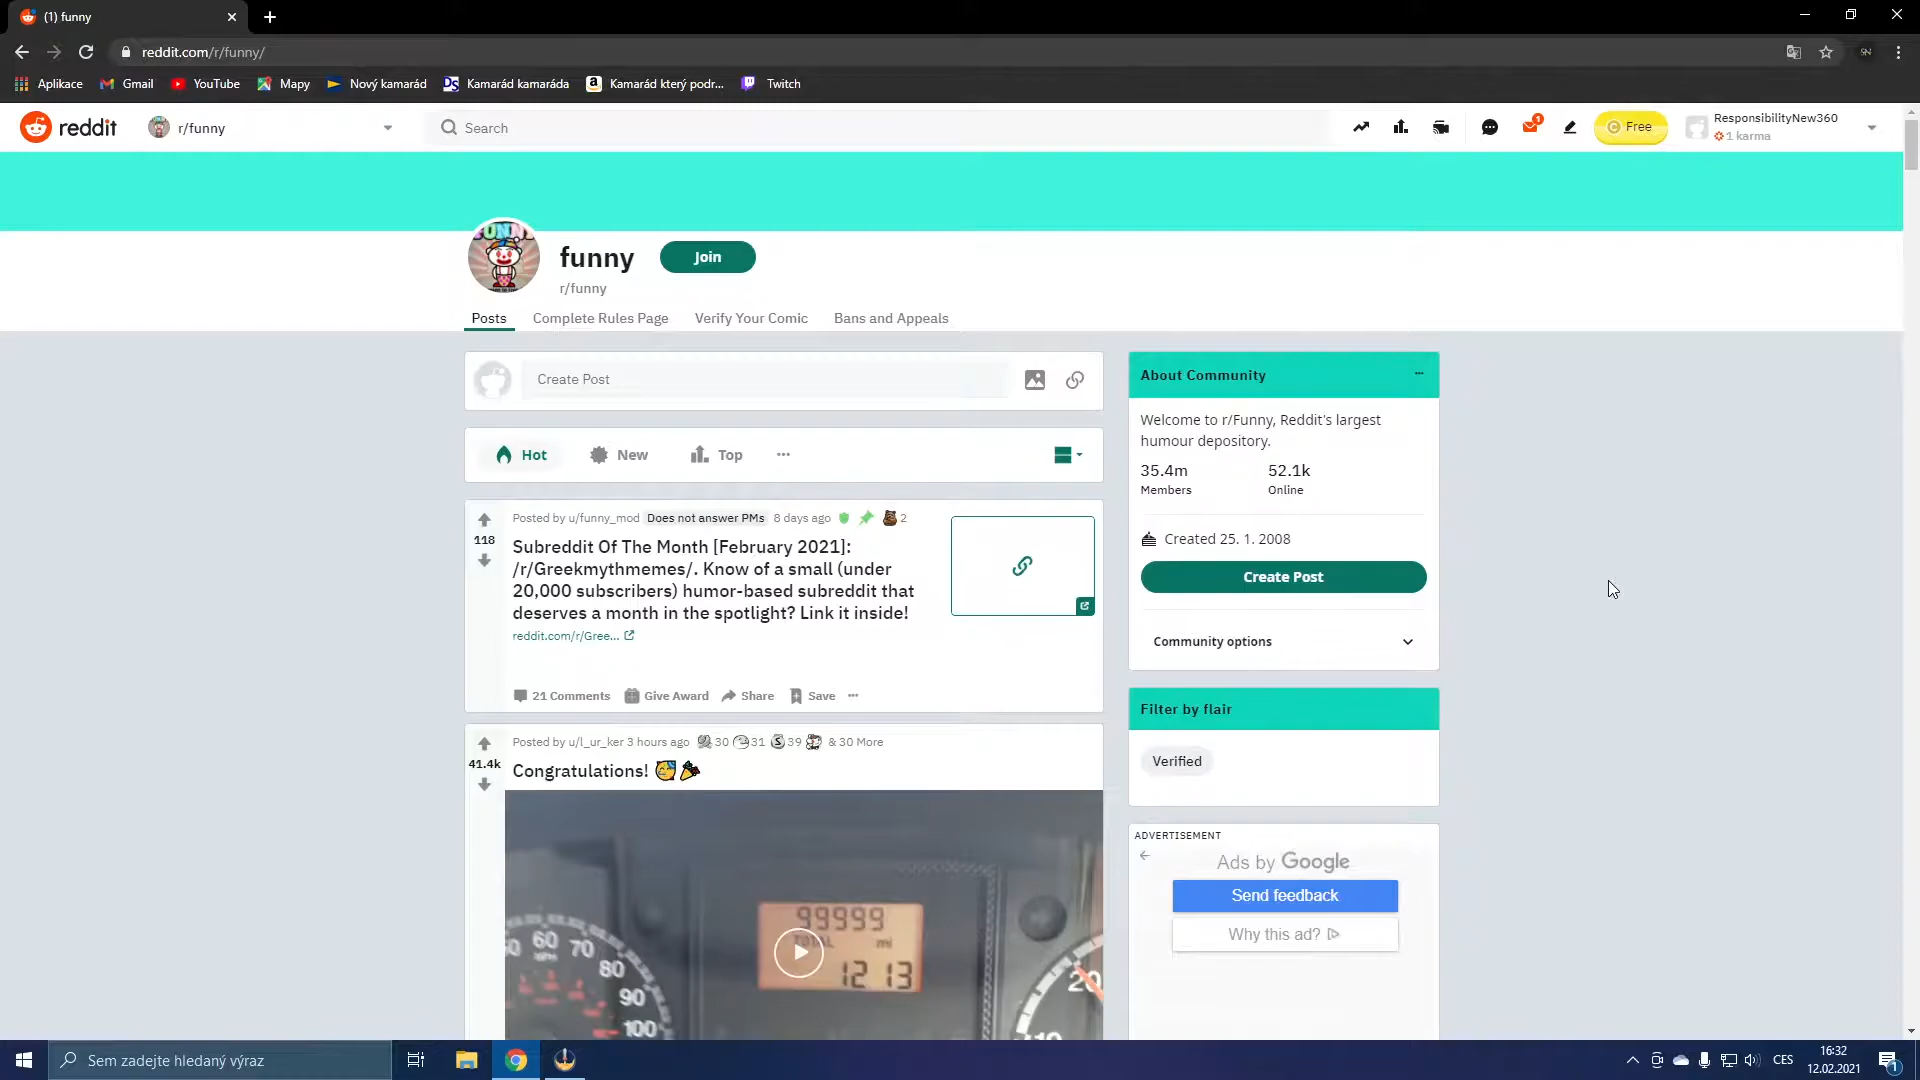 (1) funny
reddit.com/r/funny/
Aplikace Gmail YouTube Mapy Nový kamarád Kamarád kamaráda Kamarád který podr... Twitch
reddit r/funny Search 1 Free ResponsibilityNew360
1 karma
FUNNY
funny Join
r/funny
Posts Complete Rules Page Verify Your Comic Bans and Appeals
Create Post
Hot New Top
Posted by u/funny_mod Does not answer PMs 8 days ago 2
118
Subreddit Of The Month [February 2021]:
/r/Greekmythmemes/. Know of a small (under
20,000 subscribers) humor-based subreddit that
deserves a month in the spotlight? Link it inside!
reddit.com/r/Gree...
21 Comments Give Award Share Save
Posted by u/l_ur_ker 3 hours ago 30 31 S 39 & 30 More
41.4k
Congratulations!
99999
TOTAL mi
1213
60 70 80 90 100
20
About Community
Welcome to r/Funny, Reddit's largest
humour depository.
35.4m 52.1k
Members Online
Created 25. 1. 2008
Create Post
Community options
Filter by flair
Verified
ADVERTISEMENT
Ads by Google
Send feedback
Why this ad?
Sem zadejte hledaný výraz
CES
16:32
12.02.2021
1